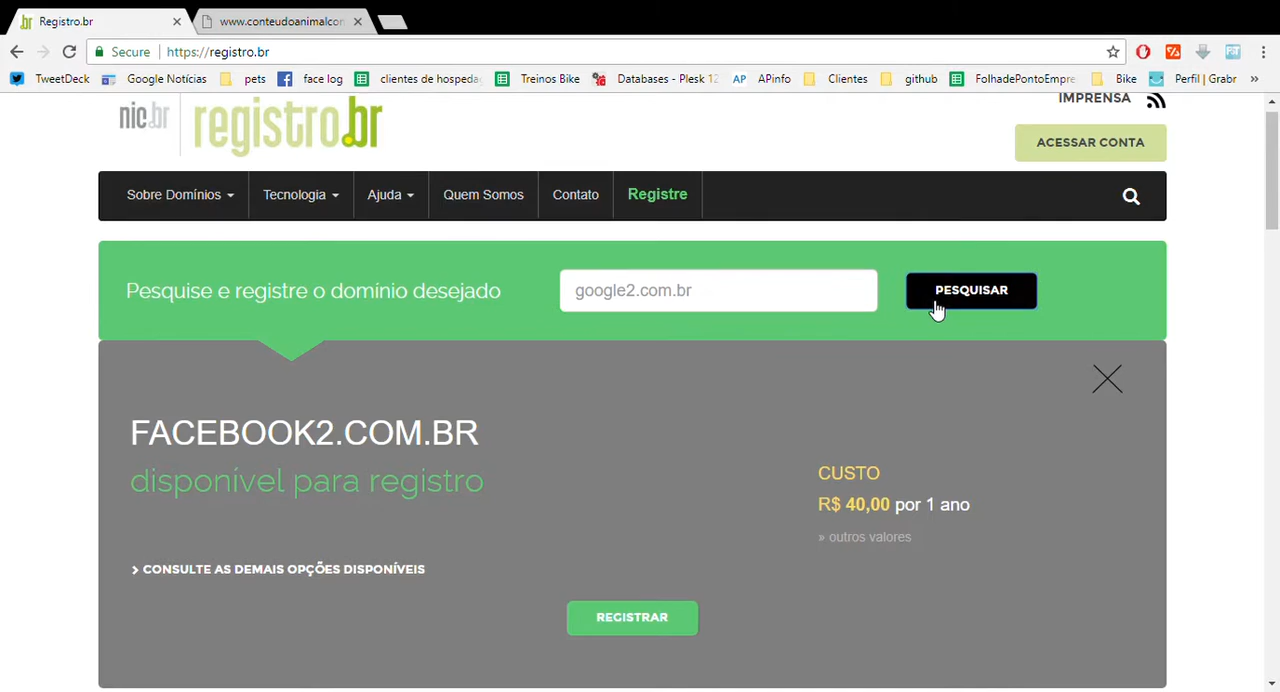 Registro.br
www.conteudoanimalcon
Secure https://registro.br
TweetDeck Google Notícias pets face log clientes de hospeda Treinos Bike Databases - Plesk 12 AP APinfo Clientes github FolhadePontoEmpre Bike Perfil | Grabr »
nic.br registro.br
IMPRENSA
ACESSAR CONTA
Sobre Domínios Tecnologia Ajuda Quem Somos Contato Registre
Pesquise e registre o domínio desejado google2.com.br PESQUISAR
FACEBOOK2.COM.BR
disponível para registro
CUSTO
R$ 40,00 por 1 ano
» outros valores
CONSULTE AS DEMAIS OPÇÕES DISPONÍVEIS
REGISTRAR